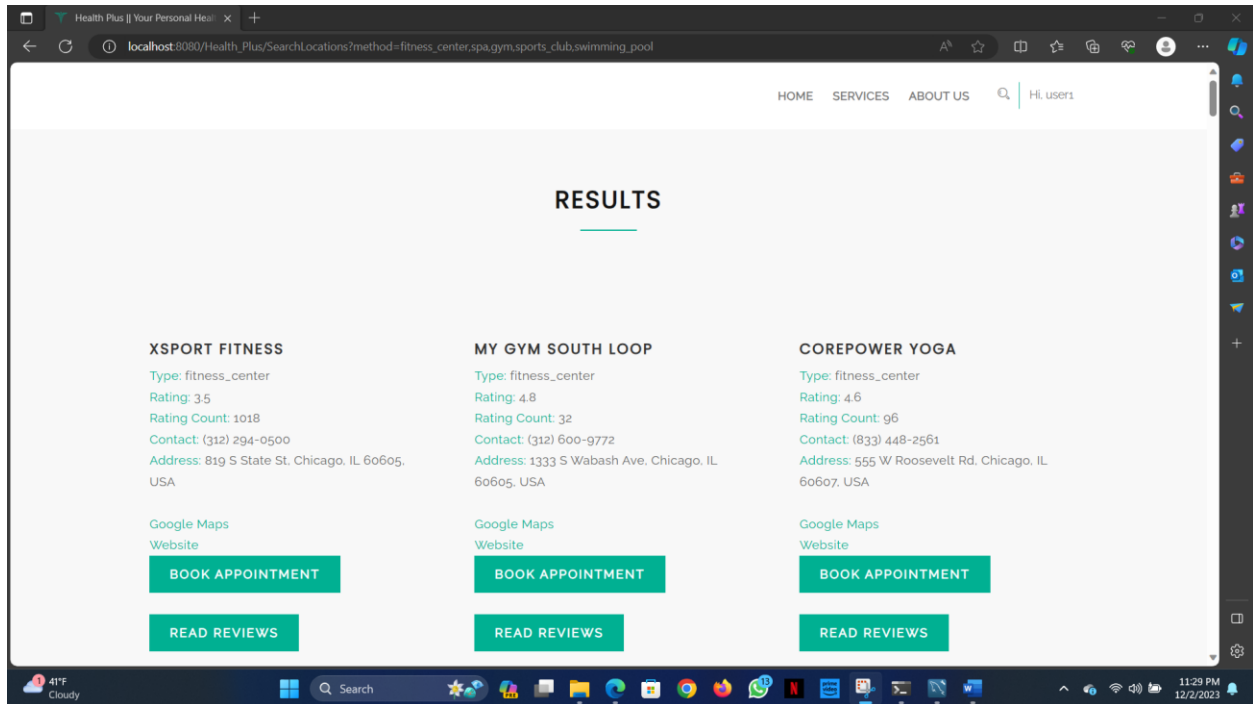 Health Plus || Your Personal Heal
localhost:8080/Health_Plus/SearchLocations?method=fitness_center,spa,gym,sports_club,swimming_pool
HOME SERVICES ABOUT US Hi, user1
RESULTS
XSPORT FITNESS
Type: fitness_center
Rating: 3.5
Rating Count: 1018
Contact: (312) 294-0500
Address: 819 S State St, Chicago, IL 60605,
USA
Google Maps
Website
BOOK APPOINTMENT
READ REVIEWS
MY GYM SOUTH LOOP
Type: fitness_center
Rating: 4.8
Rating Count: 32
Contact: (312) 600-9772
Address: 1333 S Wabash Ave, Chicago, IL
60605, USA
Google Maps
Website
BOOK APPOINTMENT
READ REVIEWS
COREPOWER YOGA
Type: fitness_center
Rating: 4.6
Rating Count: 96
Contact: (833) 448-2561
Address: 555 W Roosevelt Rd, Chicago, IL
60607, USA
Google Maps
Website
BOOK APPOINTMENT
READ REVIEWS
1
41°F
Cloudy
Search
13
11:29 PM
12/2/2023